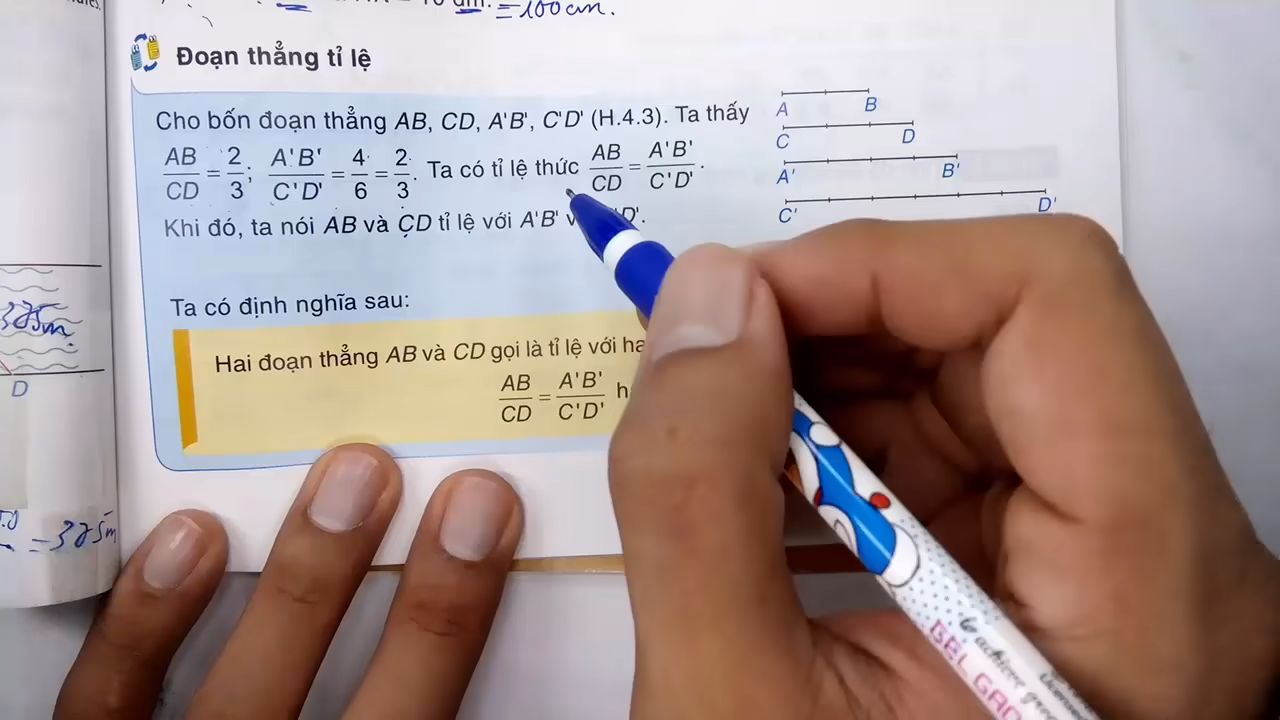 = 100 cm.
Đoạn thẳng tỉ lệ
Cho bốn đoạn thẳng AB, CD, A'B', C'D' (H.4.3). Ta thấy
AB/CD = 2/3; A'B'/C'D' = 4/6 = 2/3. Ta có tỉ lệ thức AB/CD = A'B'/C'D'.
Khi đó, ta nói AB và CD tỉ lệ với A'B' D'.
Ta có định nghĩa sau:
Hai đoạn thẳng AB và CD gọi là tỉ lệ với
AB/CD = A'B'/C'D'
A B
C D
A' B'
C' D'
375m
D
= 375m
to achieve